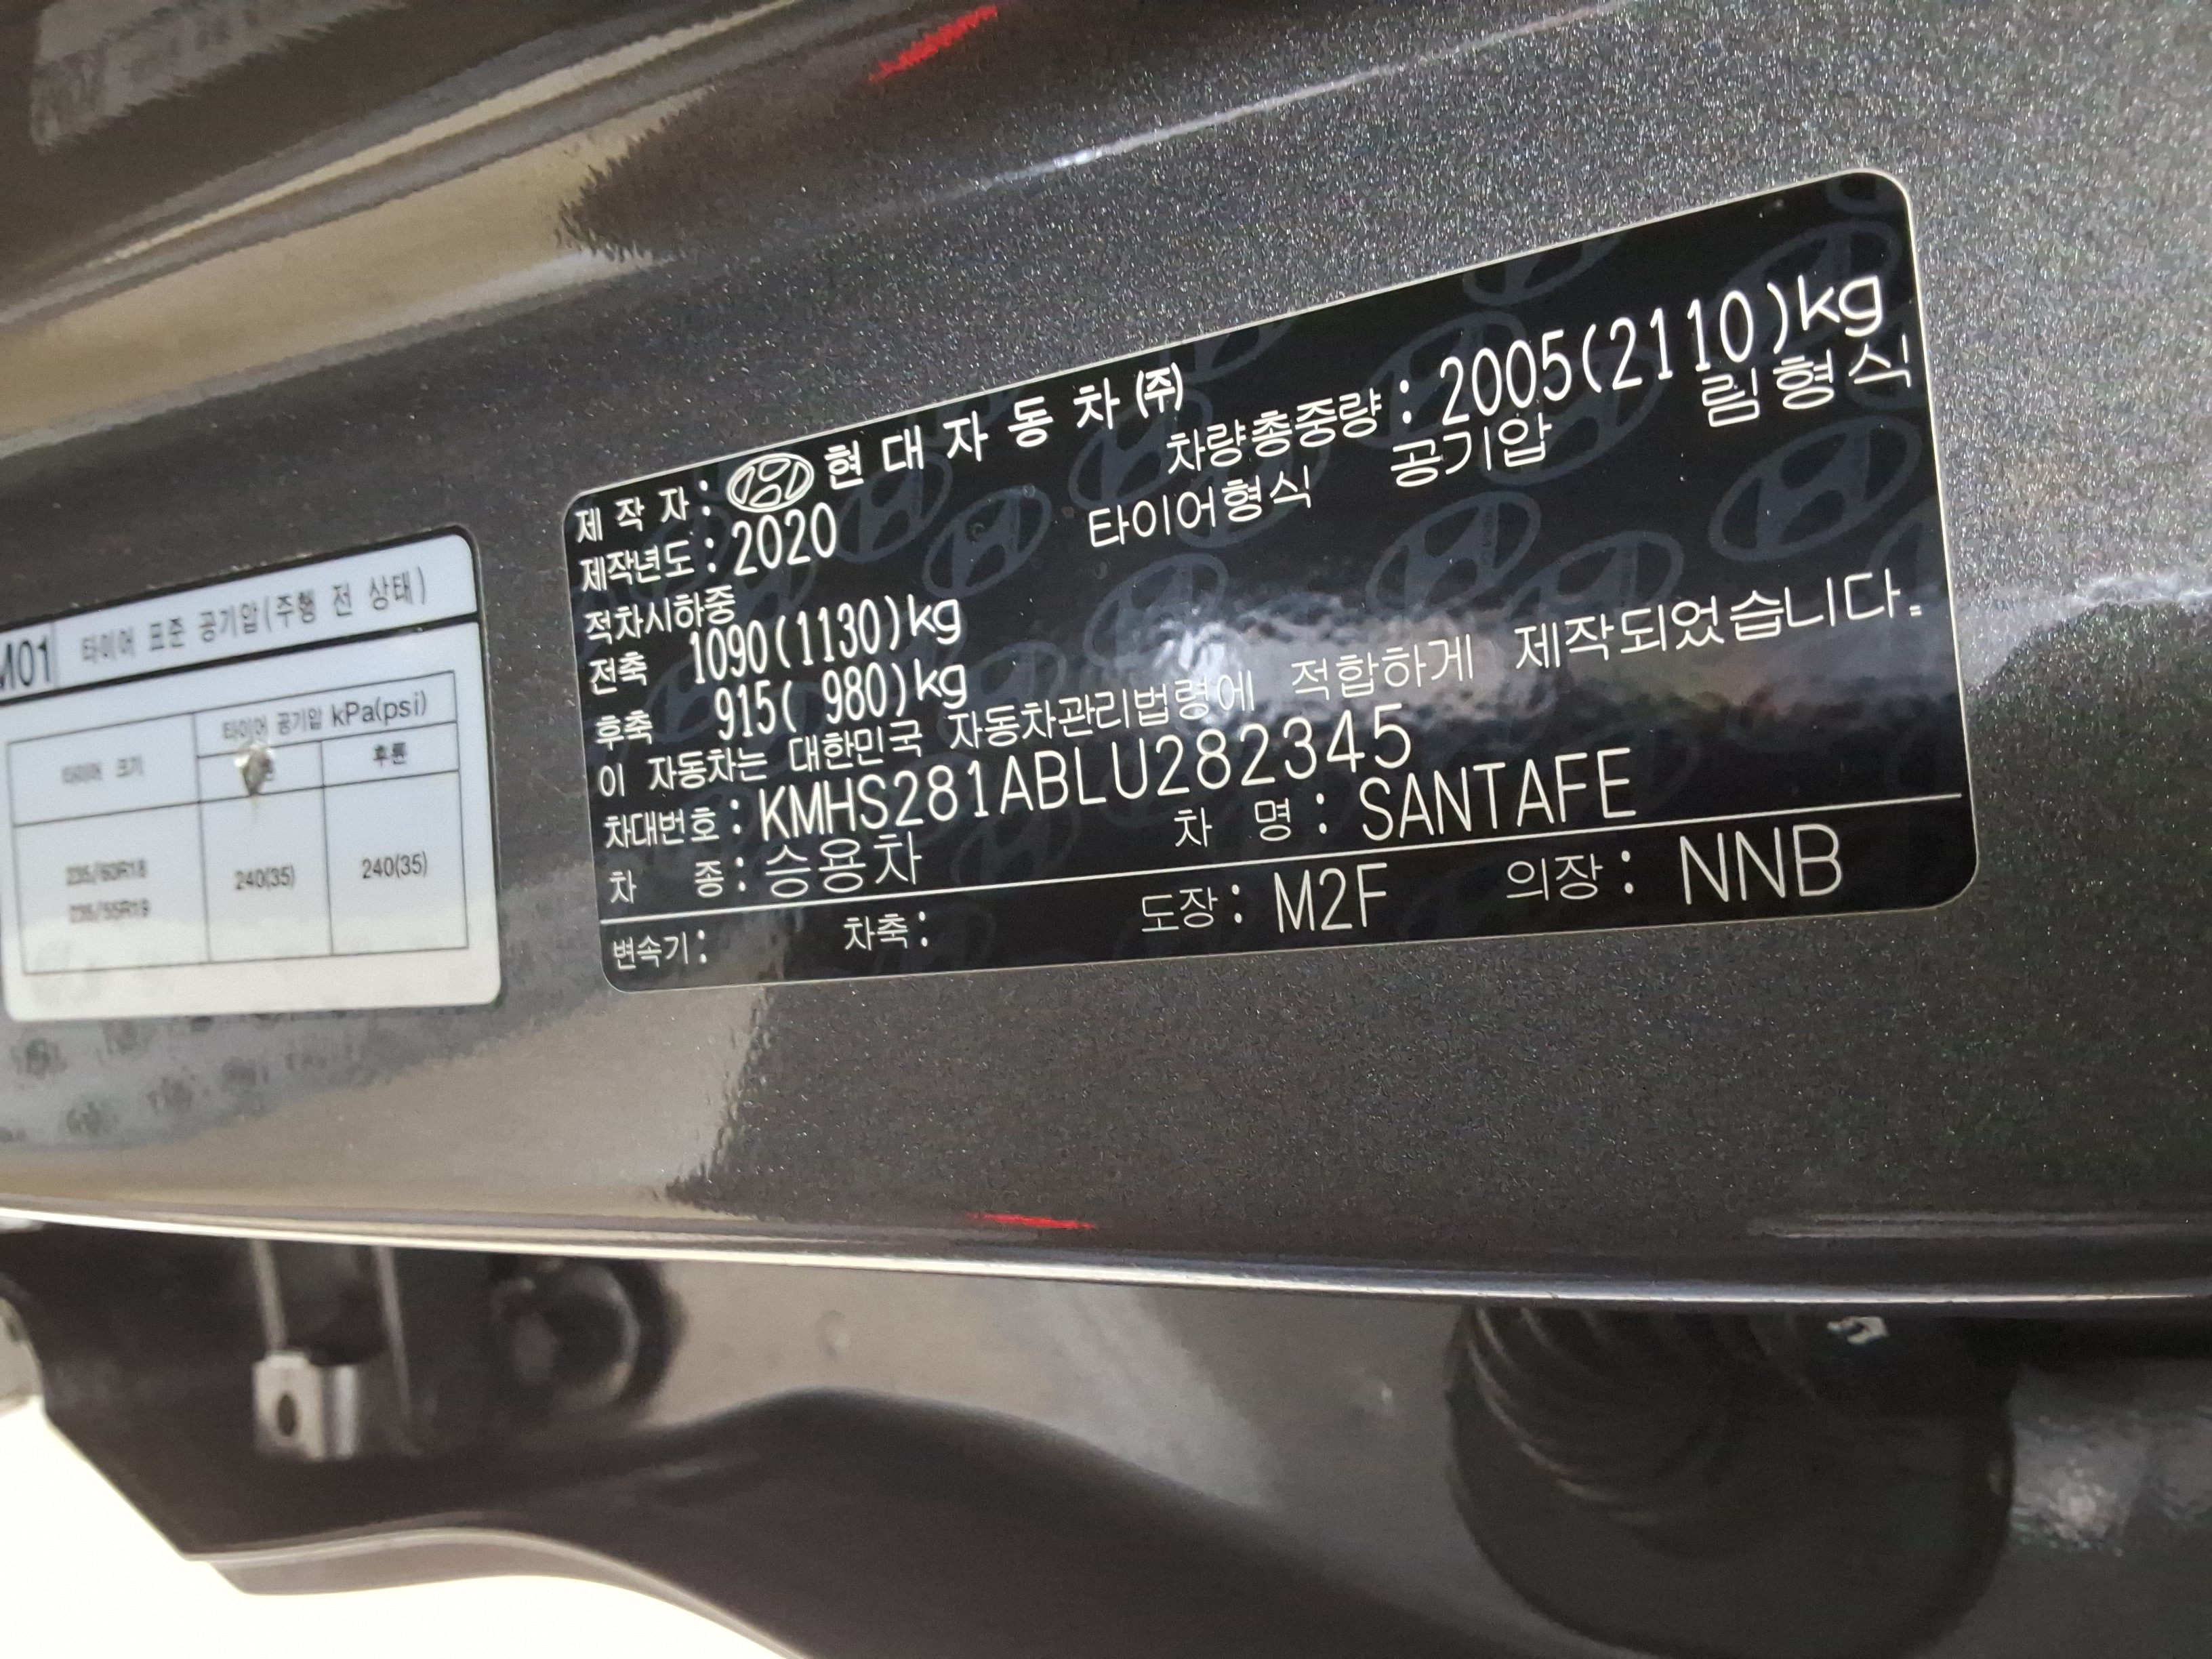 M01 타이어 표준 공기압(주행 전 상태)
타이어 크기 타이어 공기압 kPa(psi)
후륜
235/60R18 240(35) 240(35)
235/55R19
제 작 자 : 현 대 자 동 차 (주)
제작년도 : 2020 차량총중량 : 2005(2110)kg
적차시하중 타이어형식 공기압 림형식
전축 1090(1130)kg
후축 915( 980)kg
이 자동차는 대한민국 자동차관리법령에 적합하게 제작되었습니다.
차대번호 : KMHS281ABLU282345
차 종 : 승용차 차 명 : SANTAFE
변속기 : 차축 : 도장 : M2F 의장 : NNB